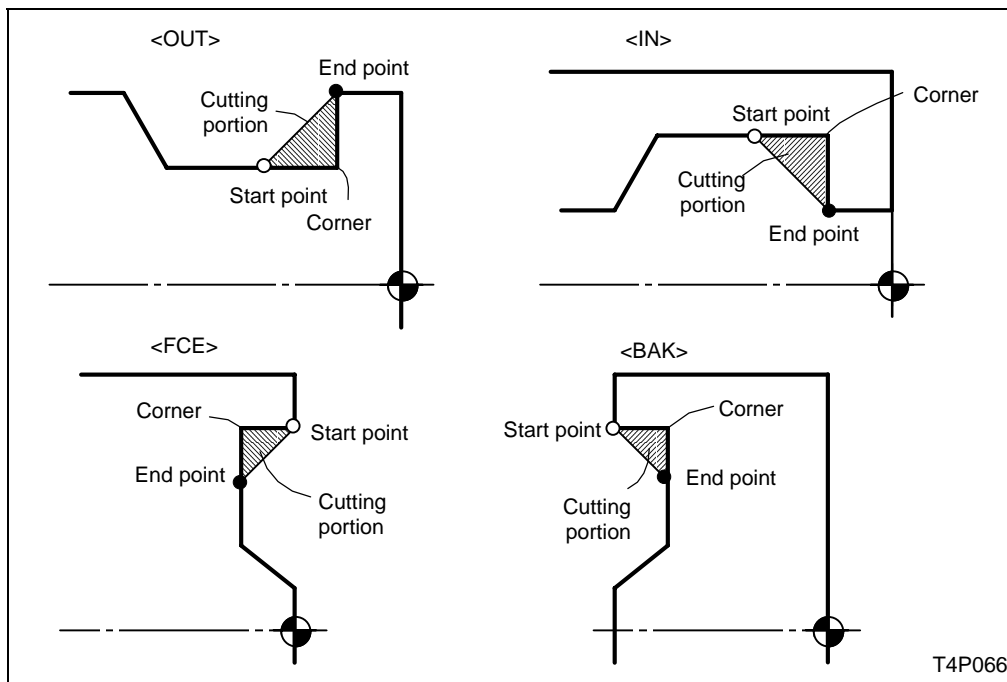 <OUT>
End point
Cutting
portion
Start point
Corner
<IN>
Corner
Start point
Cutting
portion
End point
<FCE>
Corner
Start point
End point
Cutting
portion
<BAK>
Corner
Start point
End point
Cutting
portion
T4P066